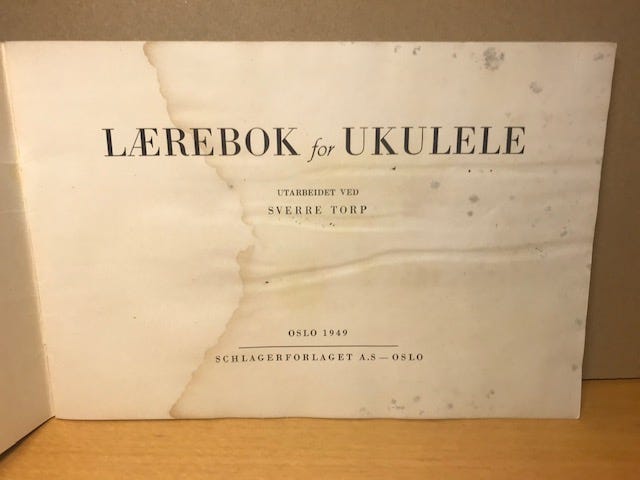 LÆREBOK for UKULELE
UTARBEIDET VED
SVERRE TORP
OSLO 1949
SCHLAGERFORLAGET A.S — OSLO